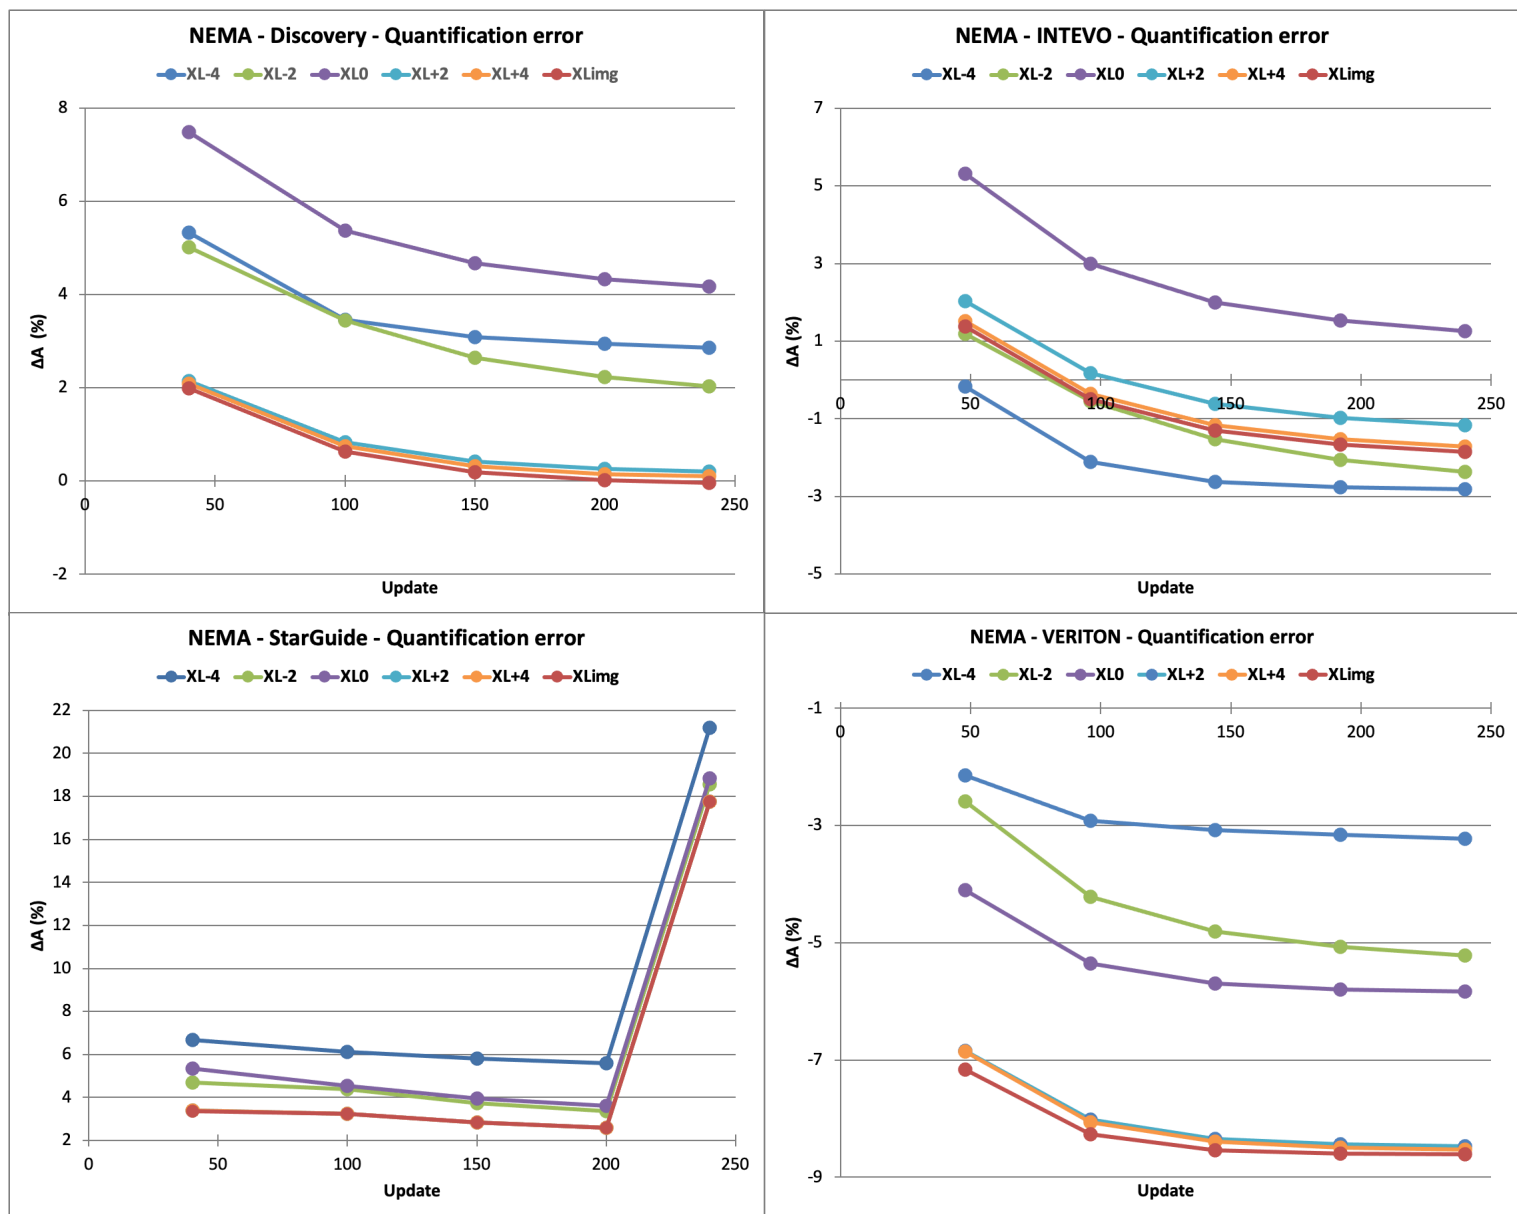 NEMA - Discovery - Quantification error
XL-4 XL-2 XL0 XL+2 XL+4 XLimg
8
6
4
2
0
-2
ΔA (%)
0 50 100 150 200 250
Update
NEMA - INTEVO - Quantification error
XL-4 XL-2 XL0 XL+2 XL+4 XLimg
7
5
3
1
-1
-3
-5
ΔA (%)
0 50 100 150 200 250
Update
NEMA - StarGuide - Quantification error
XL-4 XL-2 XL0 XL+2 XL+4 XLimg
22
20
18
16
14
12
10
8
6
4
2
ΔA (%)
0 50 100 150 200 250
Update
NEMA - VERITON - Quantification error
XL-4 XL-2 XL0 XL+2 XL+4 XLimg
-1
0 50 100 150 200 250
-3
-5
-7
-9
ΔA (%)
Update